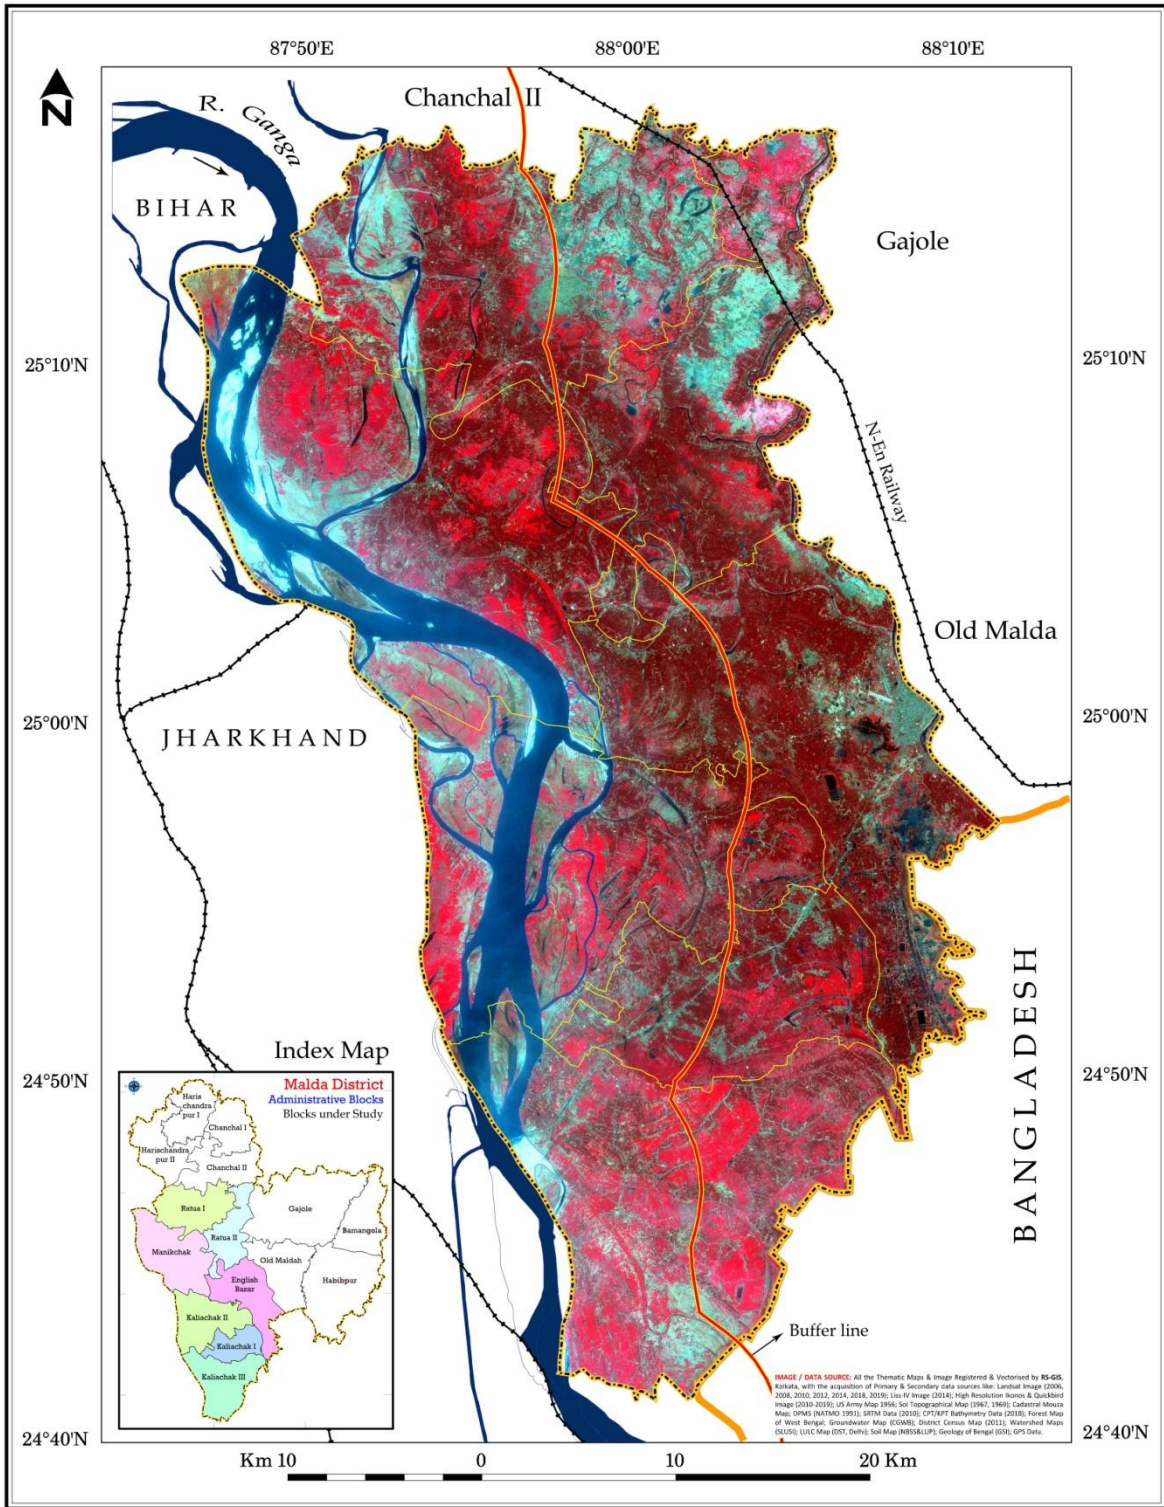 87°50'E
88°00'E
88°10'E
N
R. Ganga
Chanchal II
BIHAR
Gajole
25°10'N
25°10'N
N-En Railway
Old Malda
25°00'N
25°00'N
JHARKHAND
BANGLADESH
24°50'N
24°50'N
Index Map
Malda District
Administrative Blocks
Blocks under Study
Haris
chandra
pur I
Chanchal I
Harischandra
pur II
Chanchal II
Ratua I
Gajole
Bamangola
Ratua II
Manikchak
Old Maldah
Habibpur
English
Bazar
Kaliachak II
Kaliachak I
Kaliachak III
Buffer line
IMAGE / DATA SOURCE: All the Thematic Maps & Image Registered & Vectorised by RS-GIS,
Kolkata, with the acquisition of Primary & Secondary data sources like: Landsat Image (2006,
2008, 2010, 2012, 2014, 2018, 2019); Liss-IV Image (2014); High Resolution Ikonos & Quickbird
Image (2010-2019); US Army Map 1956; SoI Topographical Map (1967, 1969); Cadastral Mouza
Map; DPMS (NATMO 1991); SRTM Data (2010); CPT/KPT Bathymetry Data (2018); Forest Map
of West Bengal; Groundwater Map (CGWB); District Census Map (2011); Watershed Maps
(SLUSI); LULC Map (DST, Delhi); Soil Map (NBSS&LUP); Geology of Bengal (GSI); GPS Data.
24°40'N
24°40'N
Km 10 0 10 20 Km